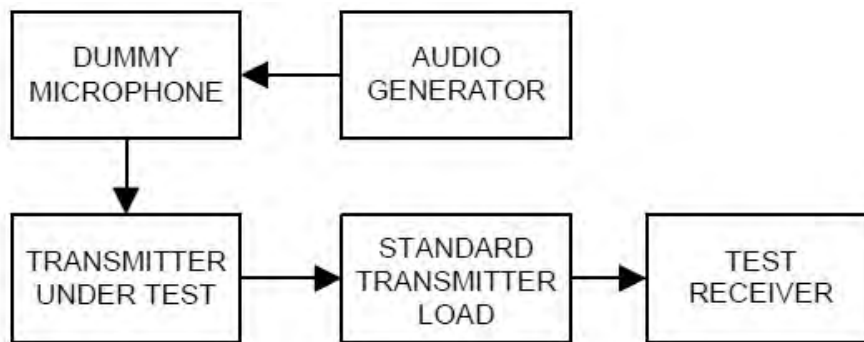 DUMMY
MICROPHONE
AUDIO
GENERATOR
TRANSMITTER
UNDER TEST
STANDARD
TRANSMITTER
LOAD
TEST
RECEIVER